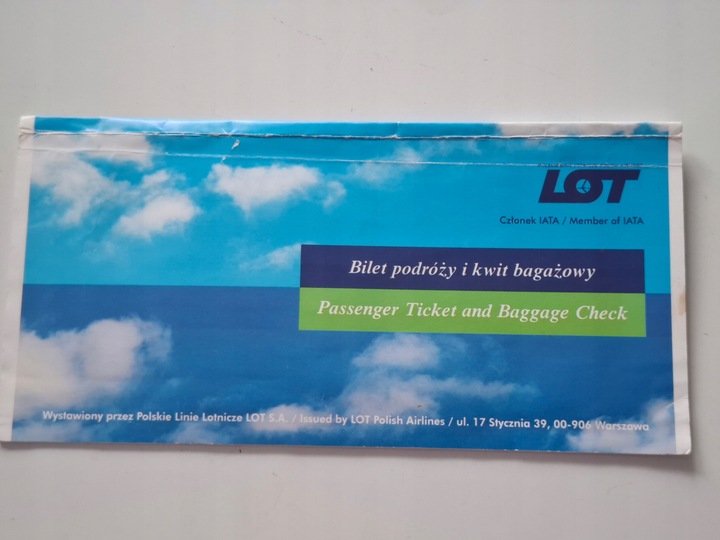 LOT
Członek IATA / Member of IATA
Bilet podróży i kwit bagażowy
Passenger Ticket and Baggage Check
Wystawiony przez Polskie Linie Lotnicze LOT S.A. / Issued by LOT Polish Airlines / ul. 17 Stycznia 39, 00-906 Warszawa